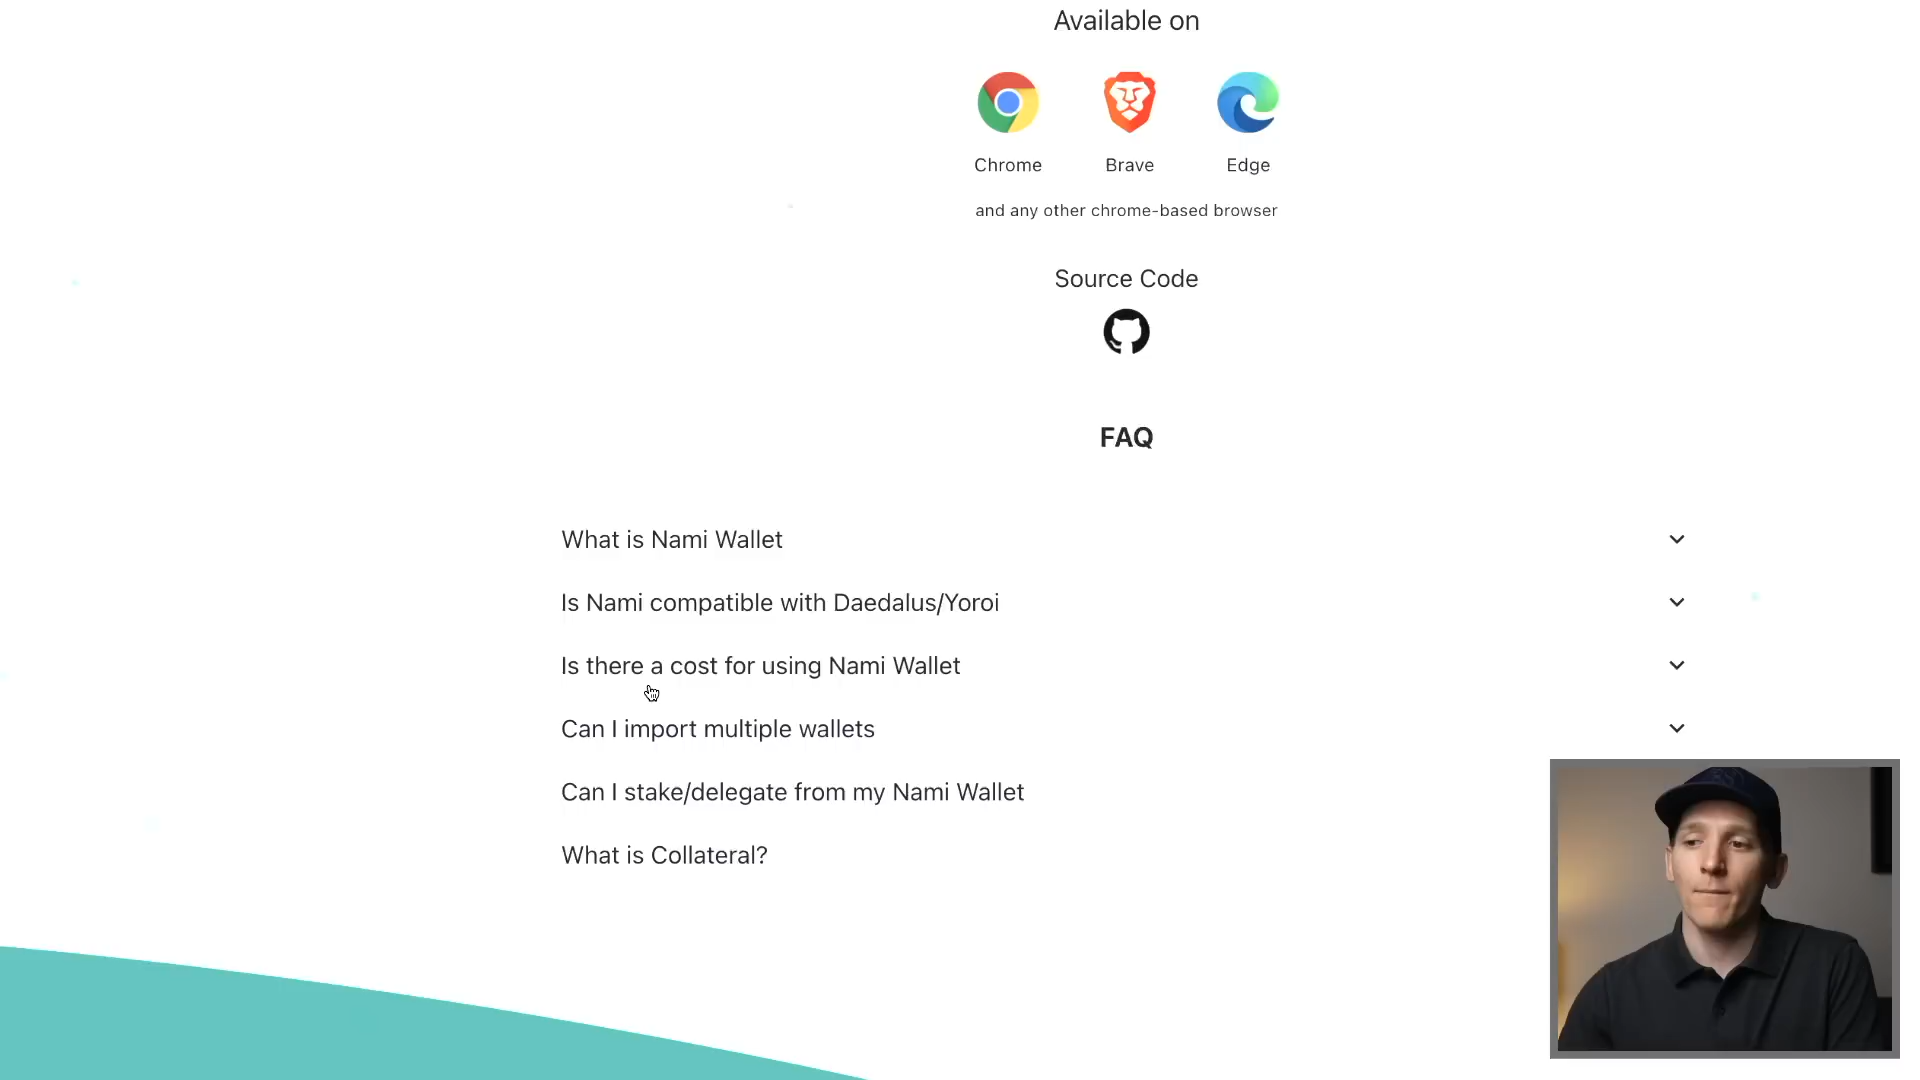 Available on
Chrome
Brave
Edge
and any other chrome-based browser
Source Code
FAQ
What is Nami Wallet
Is Nami compatible with Daedalus/Yoroi
Is there a cost for using Nami Wallet
Can I import multiple wallets
Can I stake/delegate from my Nami Wallet
What is Collateral?